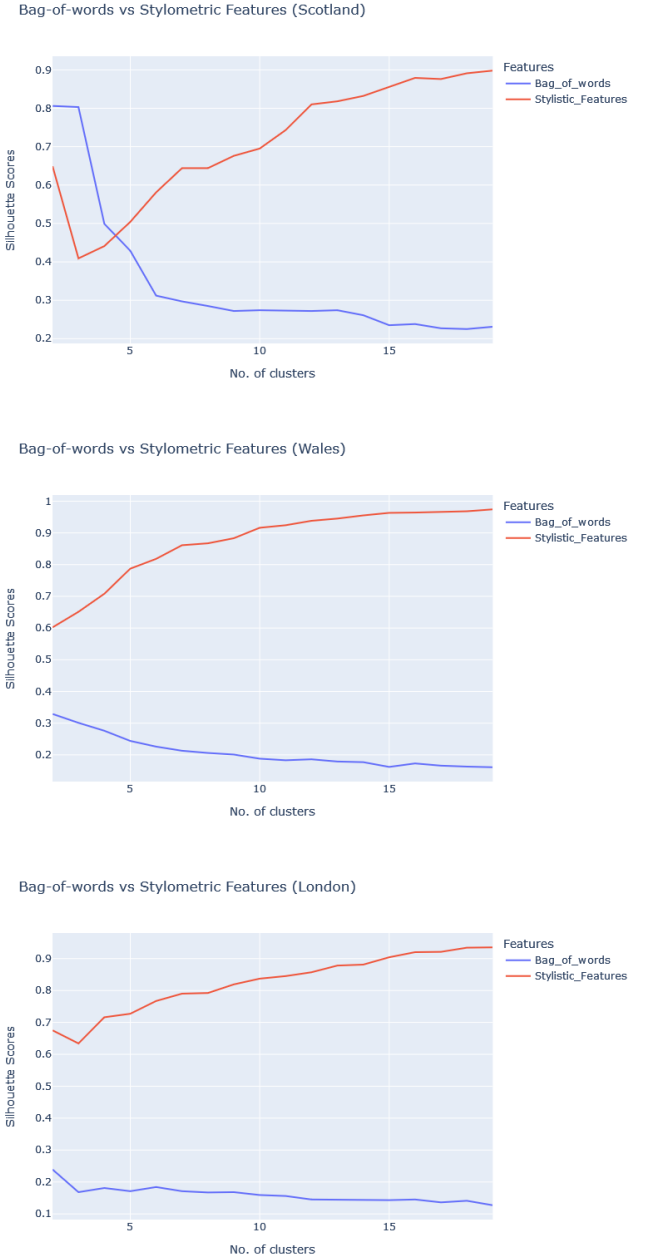 Bag-of-words vs Stylometric Features (Scotland)
Features
Bag_of_words
Stylistic_Features
Silhouette Scores
0.9
0.8
0.7
0.6
0.5
0.4
0.3
0.2
5 10 15
No. of clusters
Bag-of-words vs Stylometric Features (Wales)
Features
Bag_of_words
Stylistic_Features
Silhouette Scores
1
0.9
0.8
0.7
0.6
0.5
0.4
0.3
0.2
5 10 15
No. of clusters
Bag-of-words vs Stylometric Features (London)
Features
Bag_of_words
Stylistic_Features
Silhouette Scores
0.9
0.8
0.7
0.6
0.5
0.4
0.3
0.2
0.1
5 10 15
No. of clusters